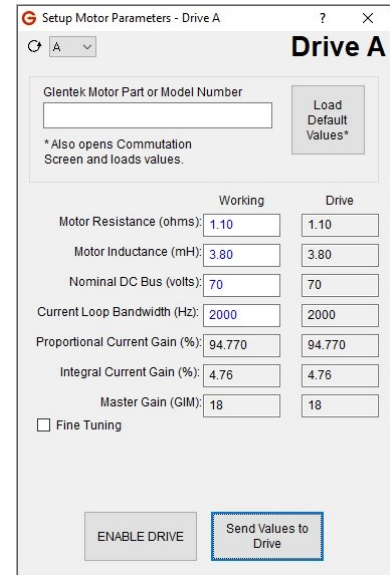 G Setup Motor Parameters - Drive A ? X
A Drive A
Glentek Motor Part or Model Number
Load
Default
Values*
*Also opens Commutation
Screen and loads values.
Working Drive
Motor Resistance (ohms): 1.10 1.10
Motor Inductance (mH): 3.80 3.80
Nominal DC Bus (volts): 70 70
Current Loop Bandwidth (Hz): 2000 2000
Proportional Current Gain (%): 94.770 94.770
Integral Current Gain (%): 4.76 4.76
Master Gain (GIM): 18 18
Fine Tuning
ENABLE DRIVE
Send Values to
Drive